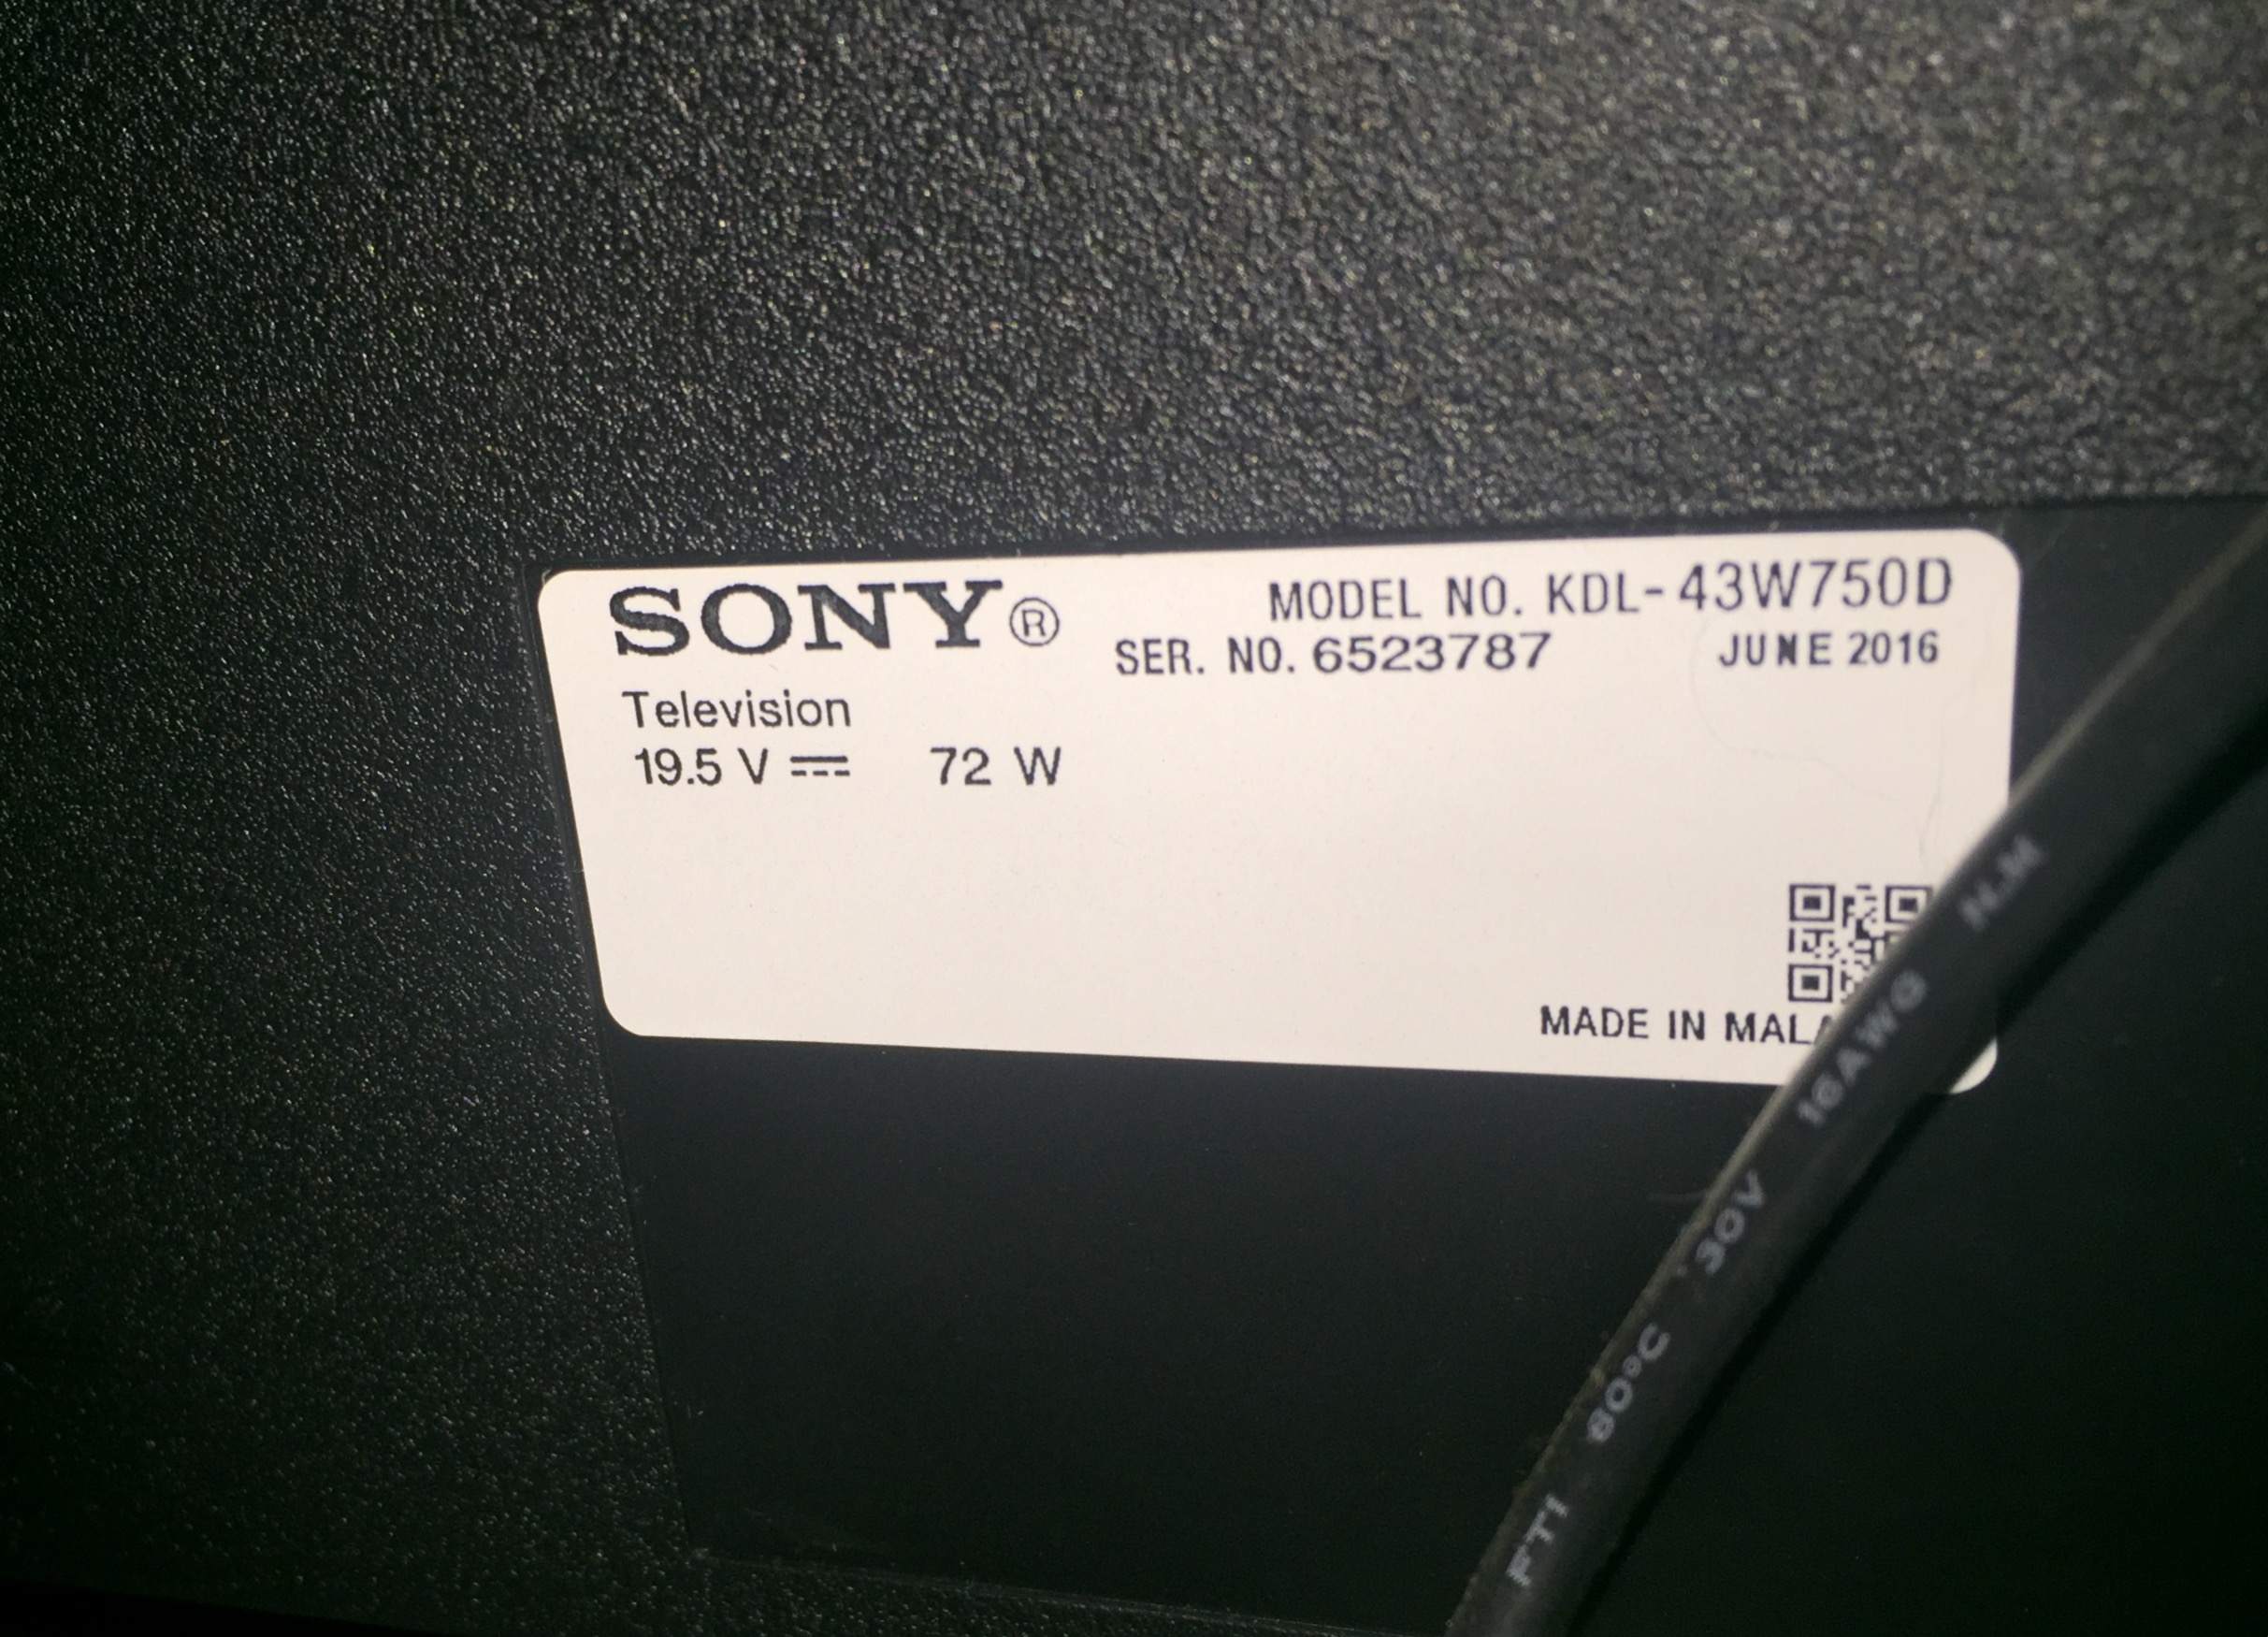 SONY®
MODEL NO. KDL-43W750D
SER. NO. 6523787 JUNE 2016
Television
19.5 V ⎓ 72 W
MADE IN
FTI 80°C 30V 16AWG